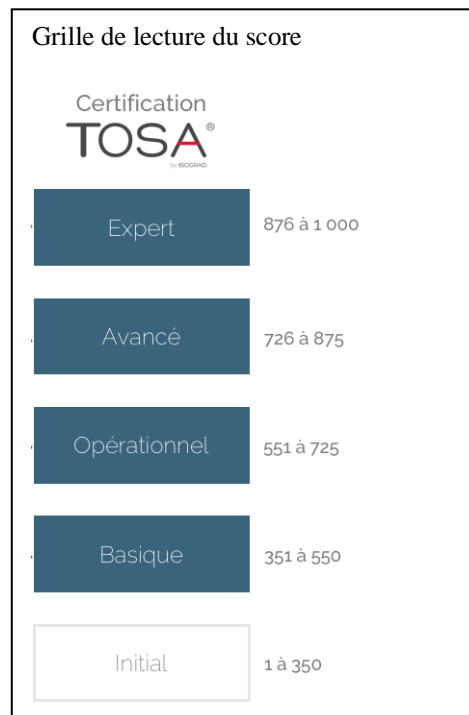 Grille de lecture du score
Certification
TOSA®
by ISOGRAD
Expert
876 à 1 000
Avancé
726 à 875
Opérationnel
551 à 725
Basique
351 à 550
Initial
1 à 350